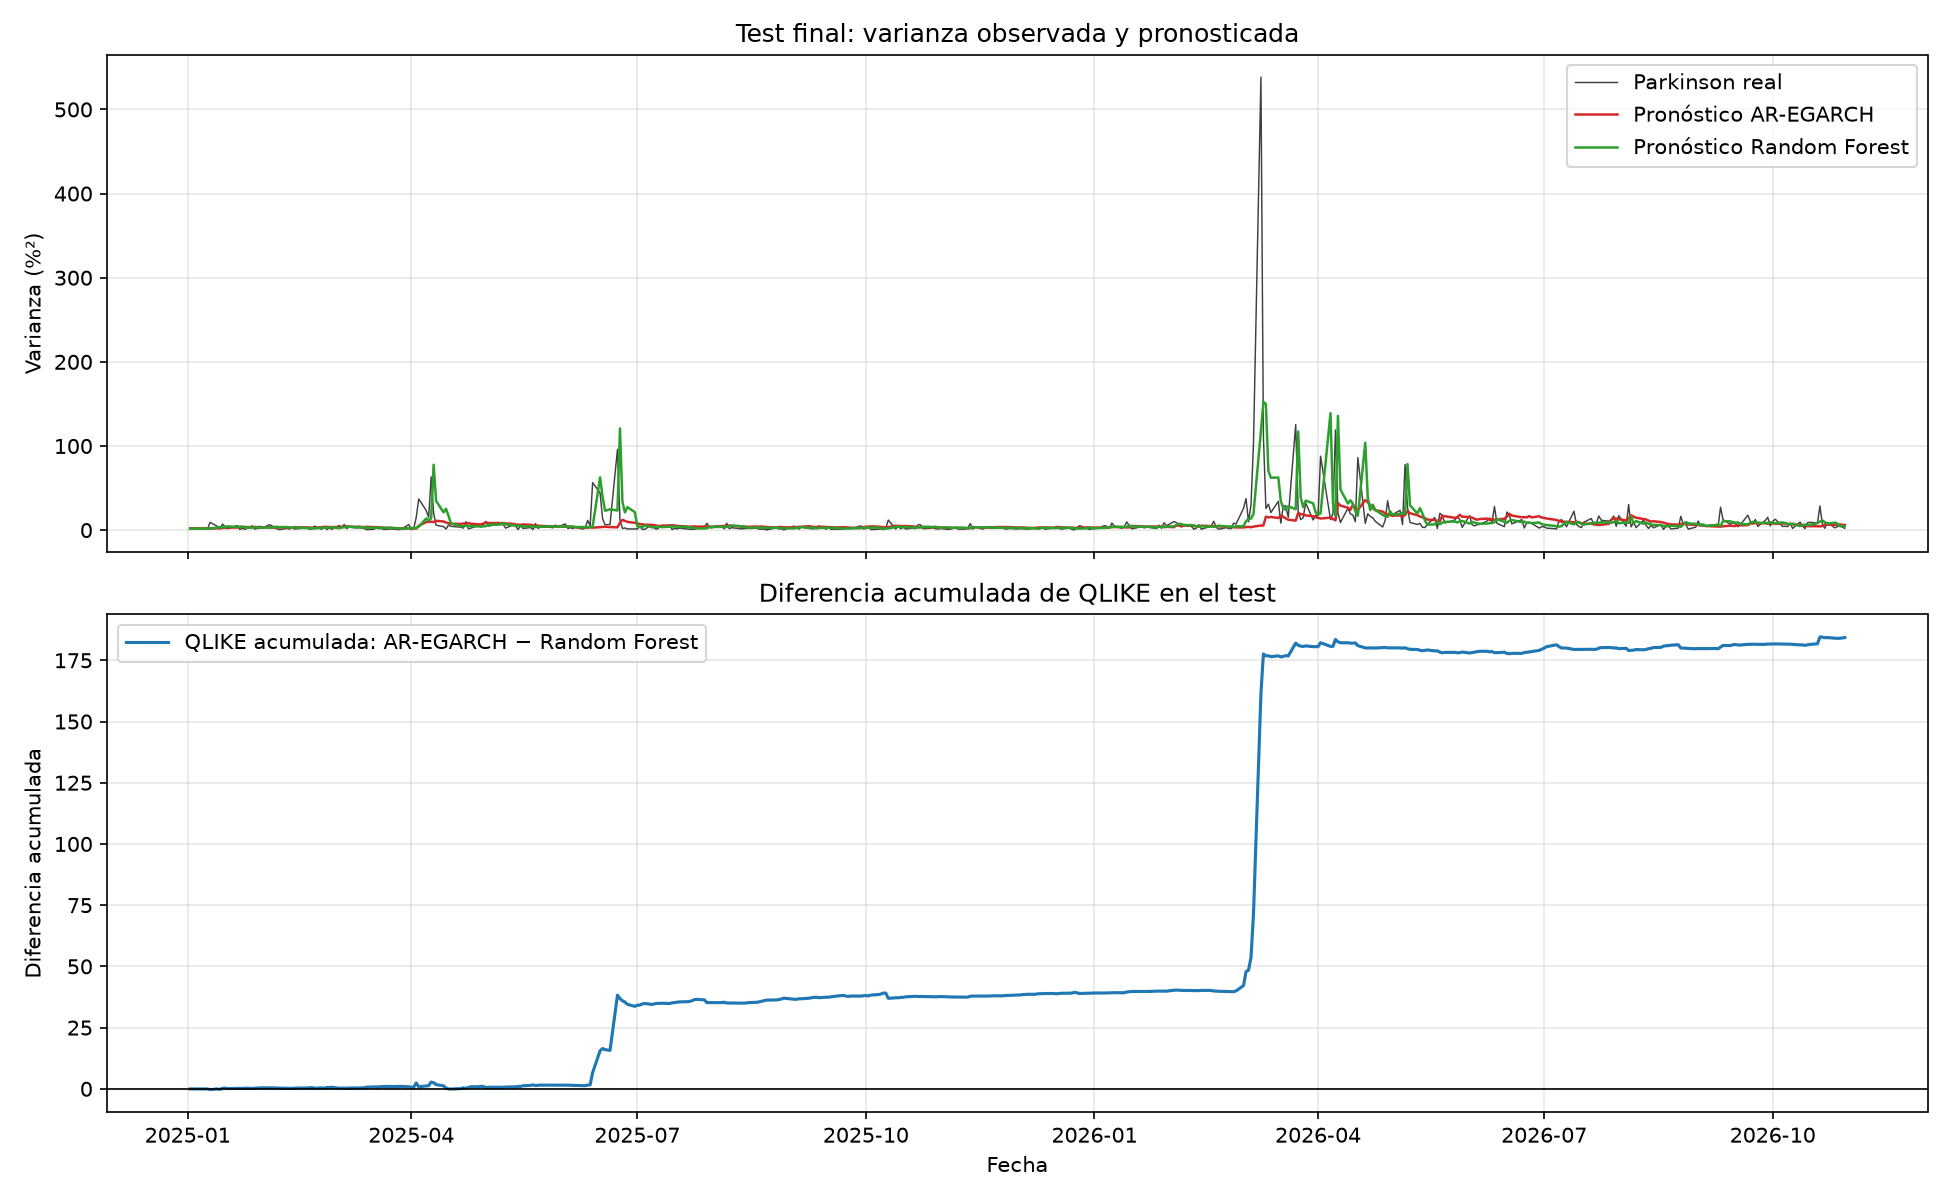 Test final: varianza observada y pronosticada
Parkinson real
Pronóstico AR-EGARCH
Pronóstico Random Forest
Varianza (%²)
500
400
300
200
100
0
Diferencia acumulada de QLIKE en el test
QLIKE acumulada: AR-EGARCH − Random Forest
Diferencia acumulada
175
150
125
100
75
50
25
0
2025-01 2025-04 2025-07 2025-10 2026-01 2026-04 2026-07 2026-10
Fecha